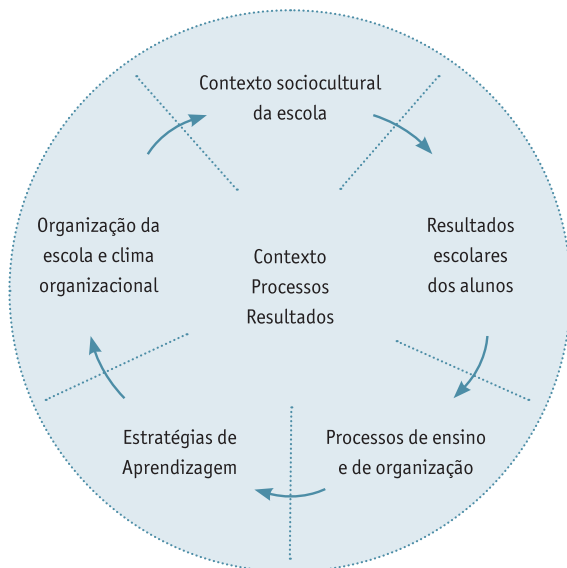 Contexto sociocultural
da escola
Resultados
escolares
dos alunos
Processos de ensino
e de organização
Estratégias de
Aprendizagem
Organização da
escola e clima
organizacional
Contexto
Processos
Resultados